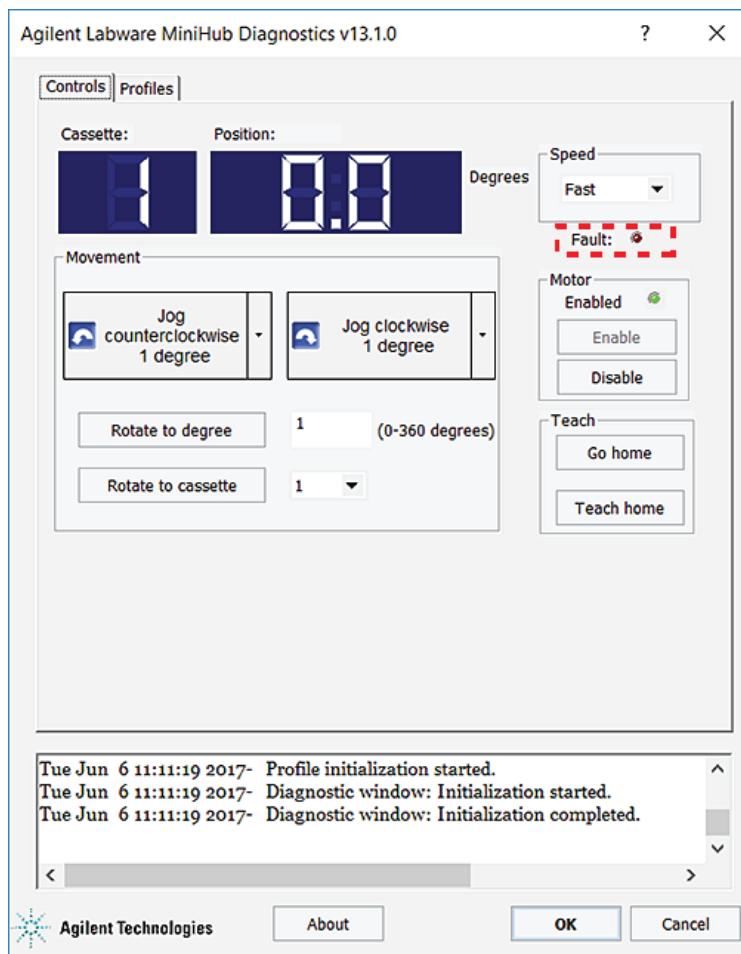 Agilent Labware MiniHub Diagnostics v13.1.0
?
Controls
Profiles
Cassette:
Position:
1
0.0
Degrees
Speed
Fast
Fault:
Movement
Jog
counterclockwise
1 degree
Jog clockwise
1 degree
Motor
Enabled
Enable
Disable
Rotate to degree
1
(0-360 degrees)
Rotate to cassette
1
Teach
Go home
Teach home
Tue Jun 6 11:11:19 2017- Profile initialization started.
Tue Jun 6 11:11:19 2017- Diagnostic window: Initialization started.
Tue Jun 6 11:11:19 2017- Diagnostic window: Initialization completed.
Agilent Technologies
About
OK
Cancel